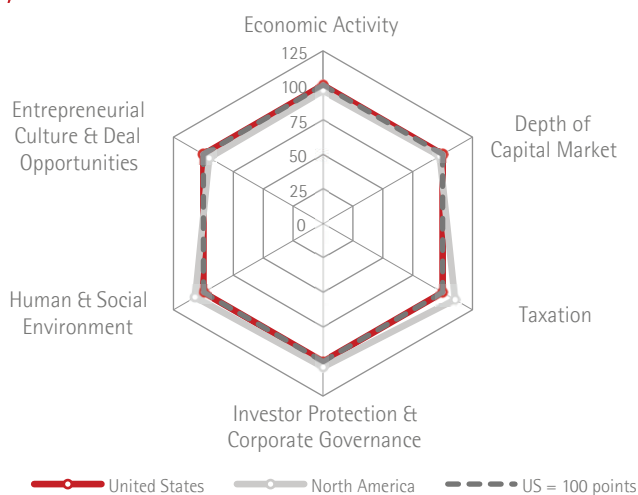 Economic Activity
125
100
75
50
25
0
Entrepreneurial
Culture & Deal
Opportunities
Depth of
Capital Market
Human & Social
Environment
Taxation
Investor Protection &
Corporate Governance
United States
North America
US = 100 points